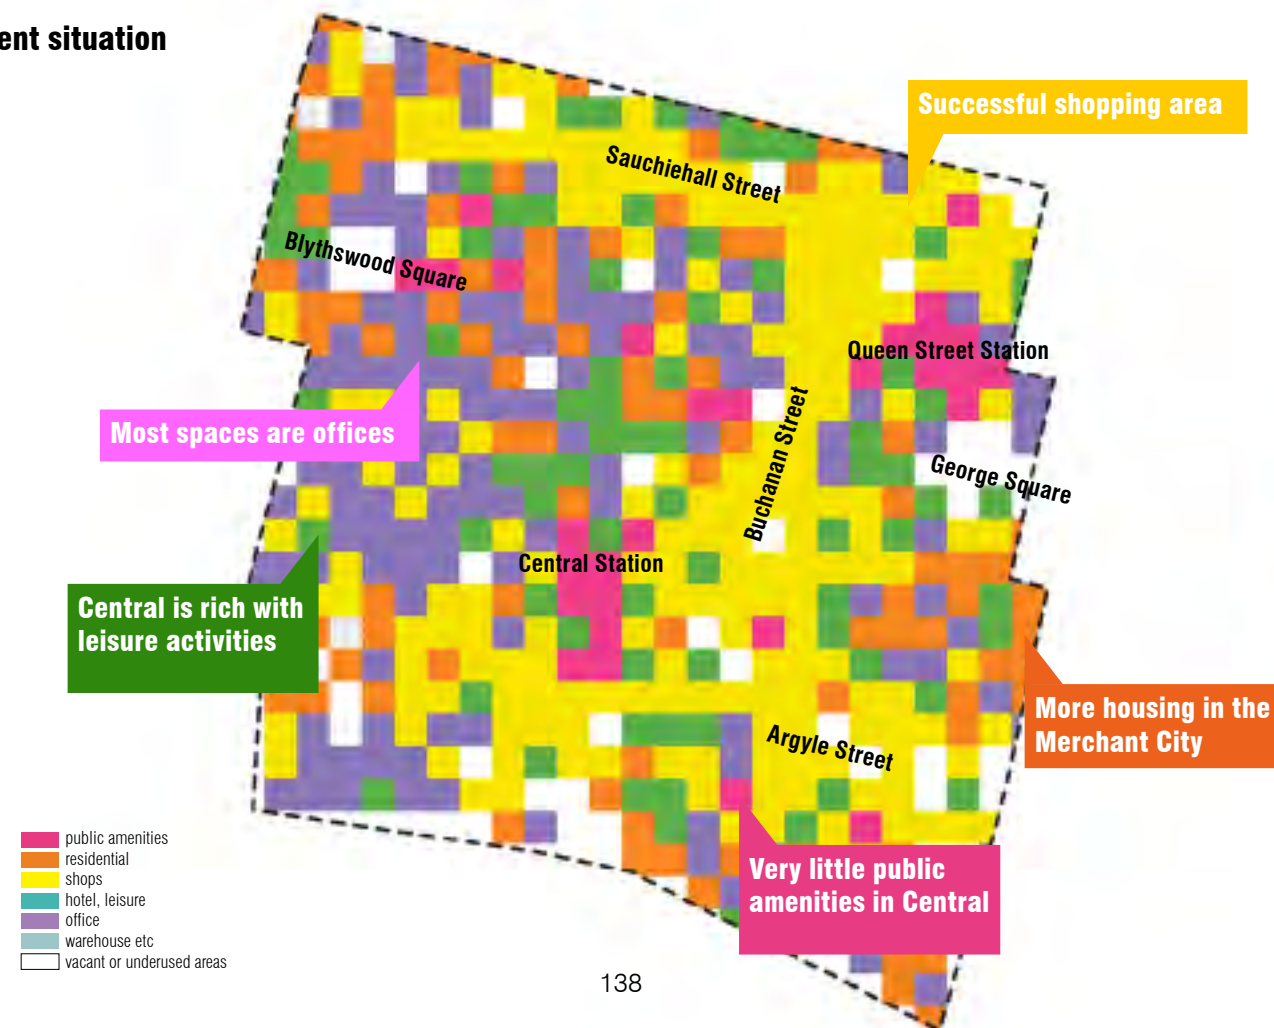 ent situation
Successful shopping area
Sauchiehall Street
Blythswood Square
Queen Street Station
Most spaces are offices
Buchanan Street
George Square
Central Station
Central is rich with
leisure activities
More housing in the
Merchant City
Argyle Street
Very little public
amenities in Central
public amenities
residential
shops
hotel, leisure
office
warehouse etc
vacant or underused areas
138